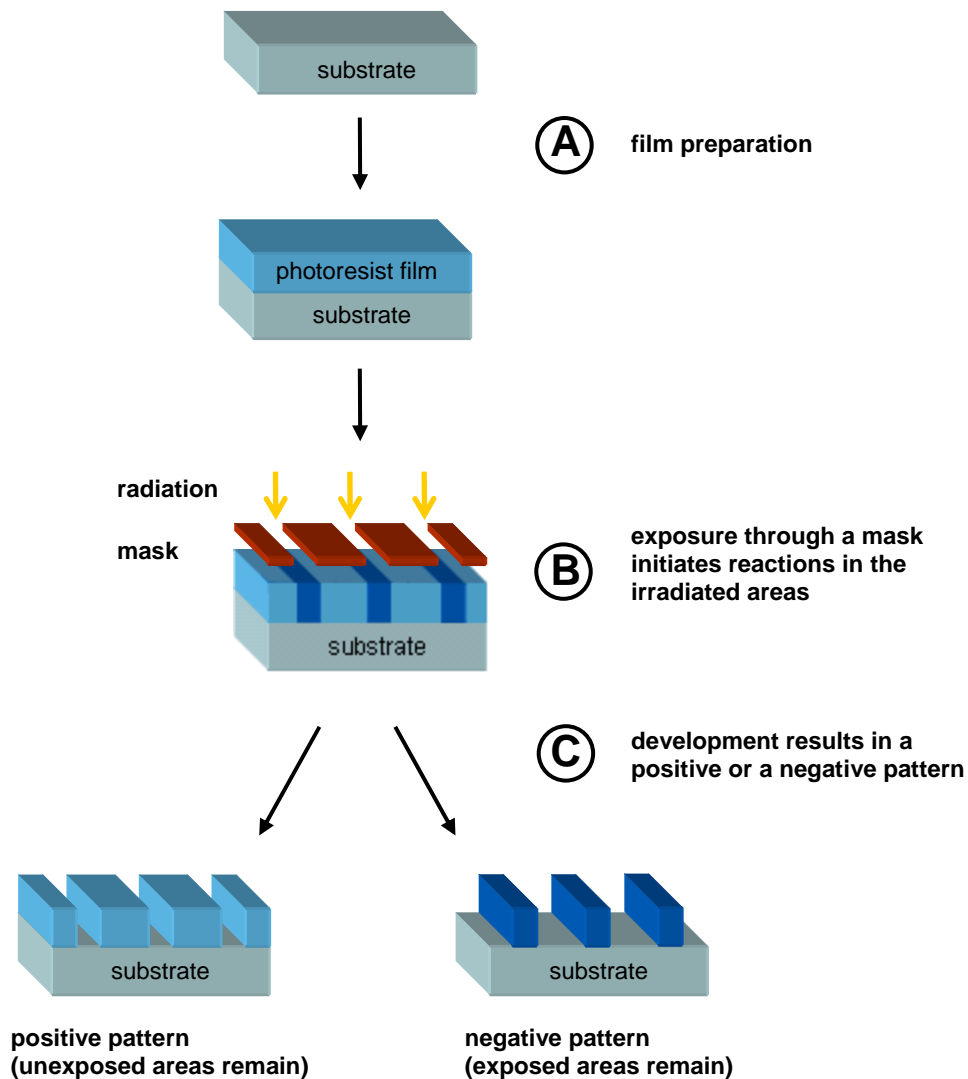 substrate
A
film preparation
photoresist film
substrate
radiation
mask
B
exposure through a mask
initiates reactions in the
irradiated areas
substrate
C
development results in a
positive or a negative pattern
substrate
substrate
positive pattern
(unexposed areas remain)
negative pattern
(exposed areas remain)